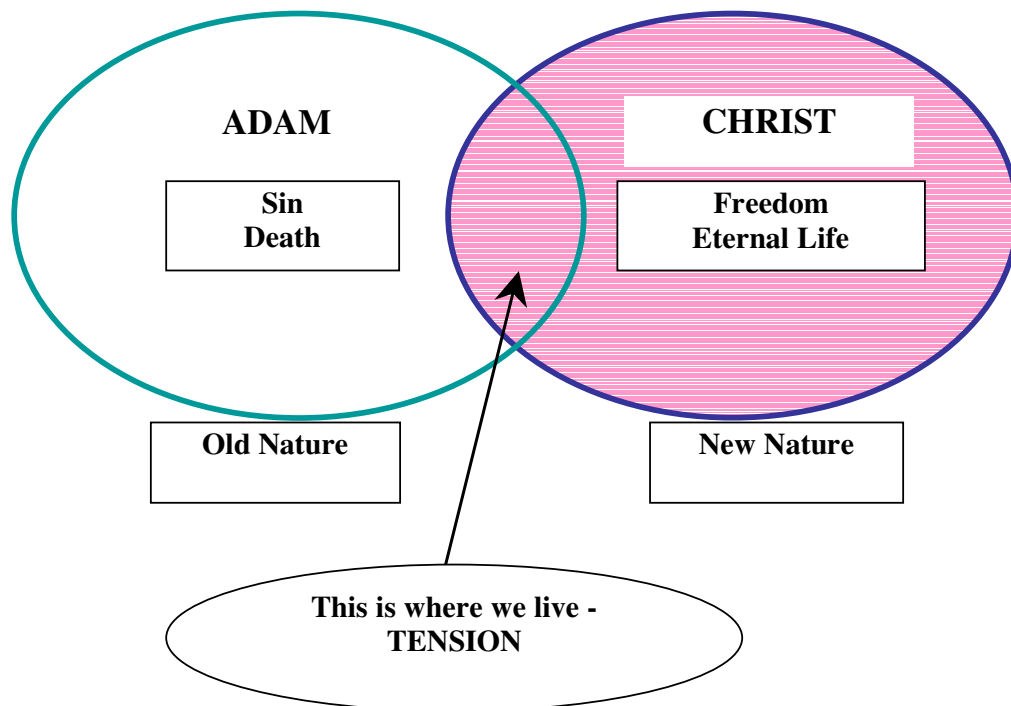 ADAM
Sin
Death
CHRIST
Freedom
Eternal Life
Old Nature
New Nature
This is where we live -
TENSION